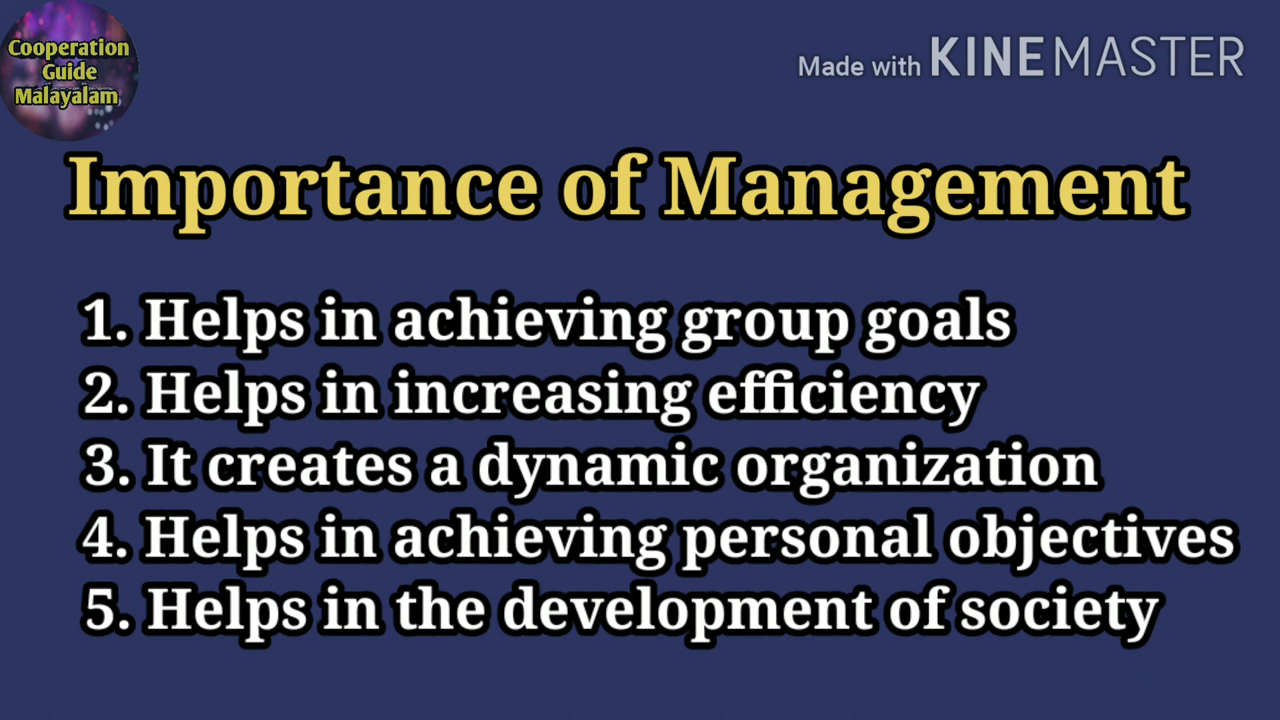 Cooperation
Guide
Malayalam
Made with KINEMASTER
Importance of Management
1. Helps in achieving group goals
2. Helps in increasing efficiency
3. It creates a dynamic organization
4. Helps in achieving personal objectives
5. Helps in the development of society